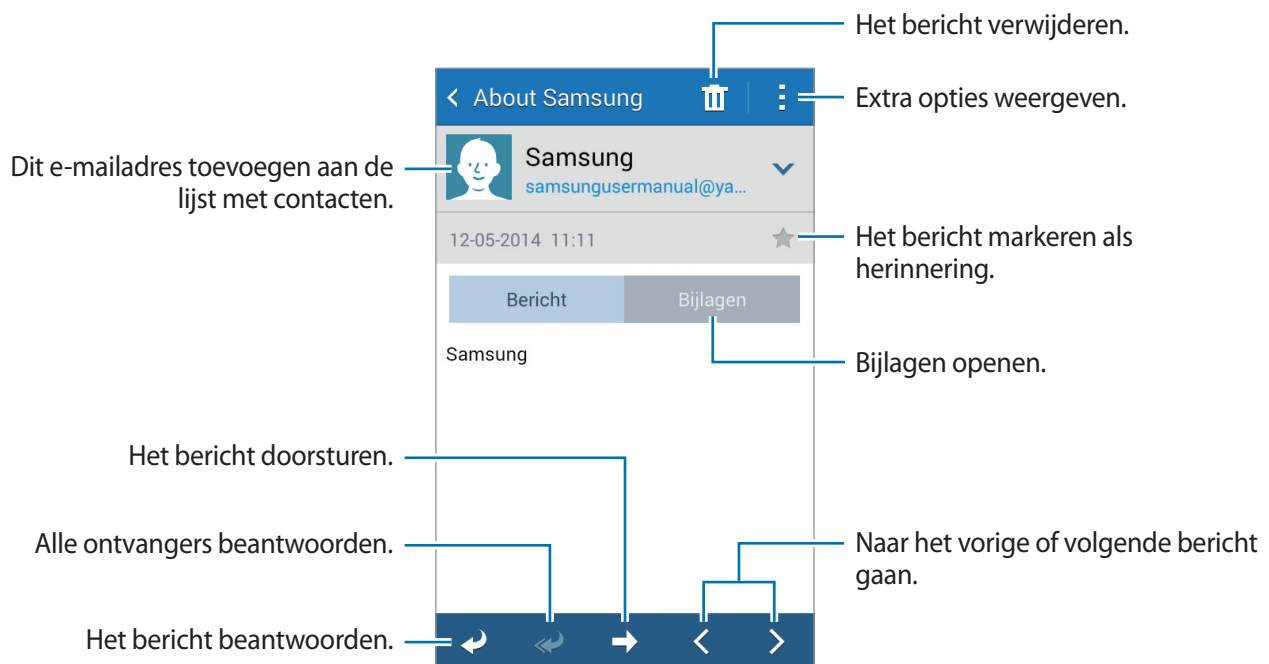 Het bericht verwijderen.
About Samsung
Extra opties weergeven.
Dit e-mailadres toevoegen aan de
lijst met contacten.
Samsung
samsungusermanual@ya...
12-05-2014 11:11
Het bericht markeren als
herinnering.
Bericht
Bijlagen
Samsung
Bijlagen openen.
Het bericht doorsturen.
Alle ontvangers beantwoorden.
Naar het vorige of volgende bericht
gaan.
Het bericht beantwoorden.